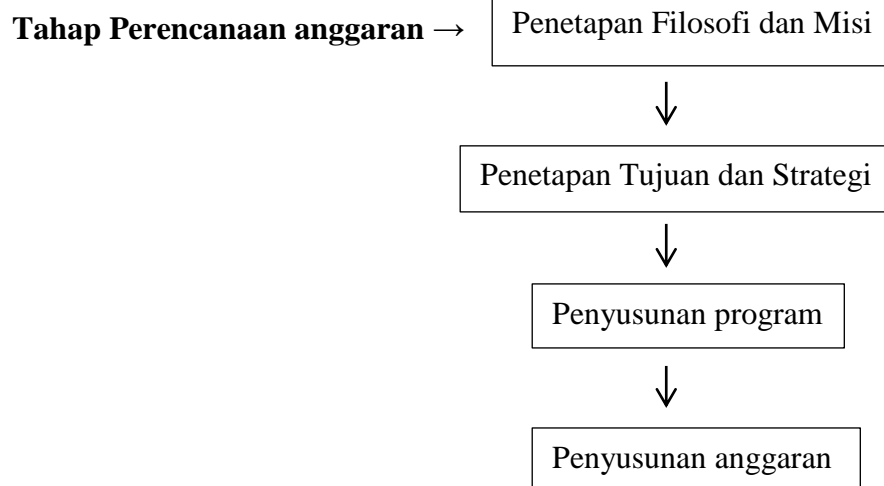 Tahap Perencanaan anggaran → Penetapan Filosofi dan Misi
Penetapan Tujuan dan Strategi
Penyusunan program
Penyusunan anggaran